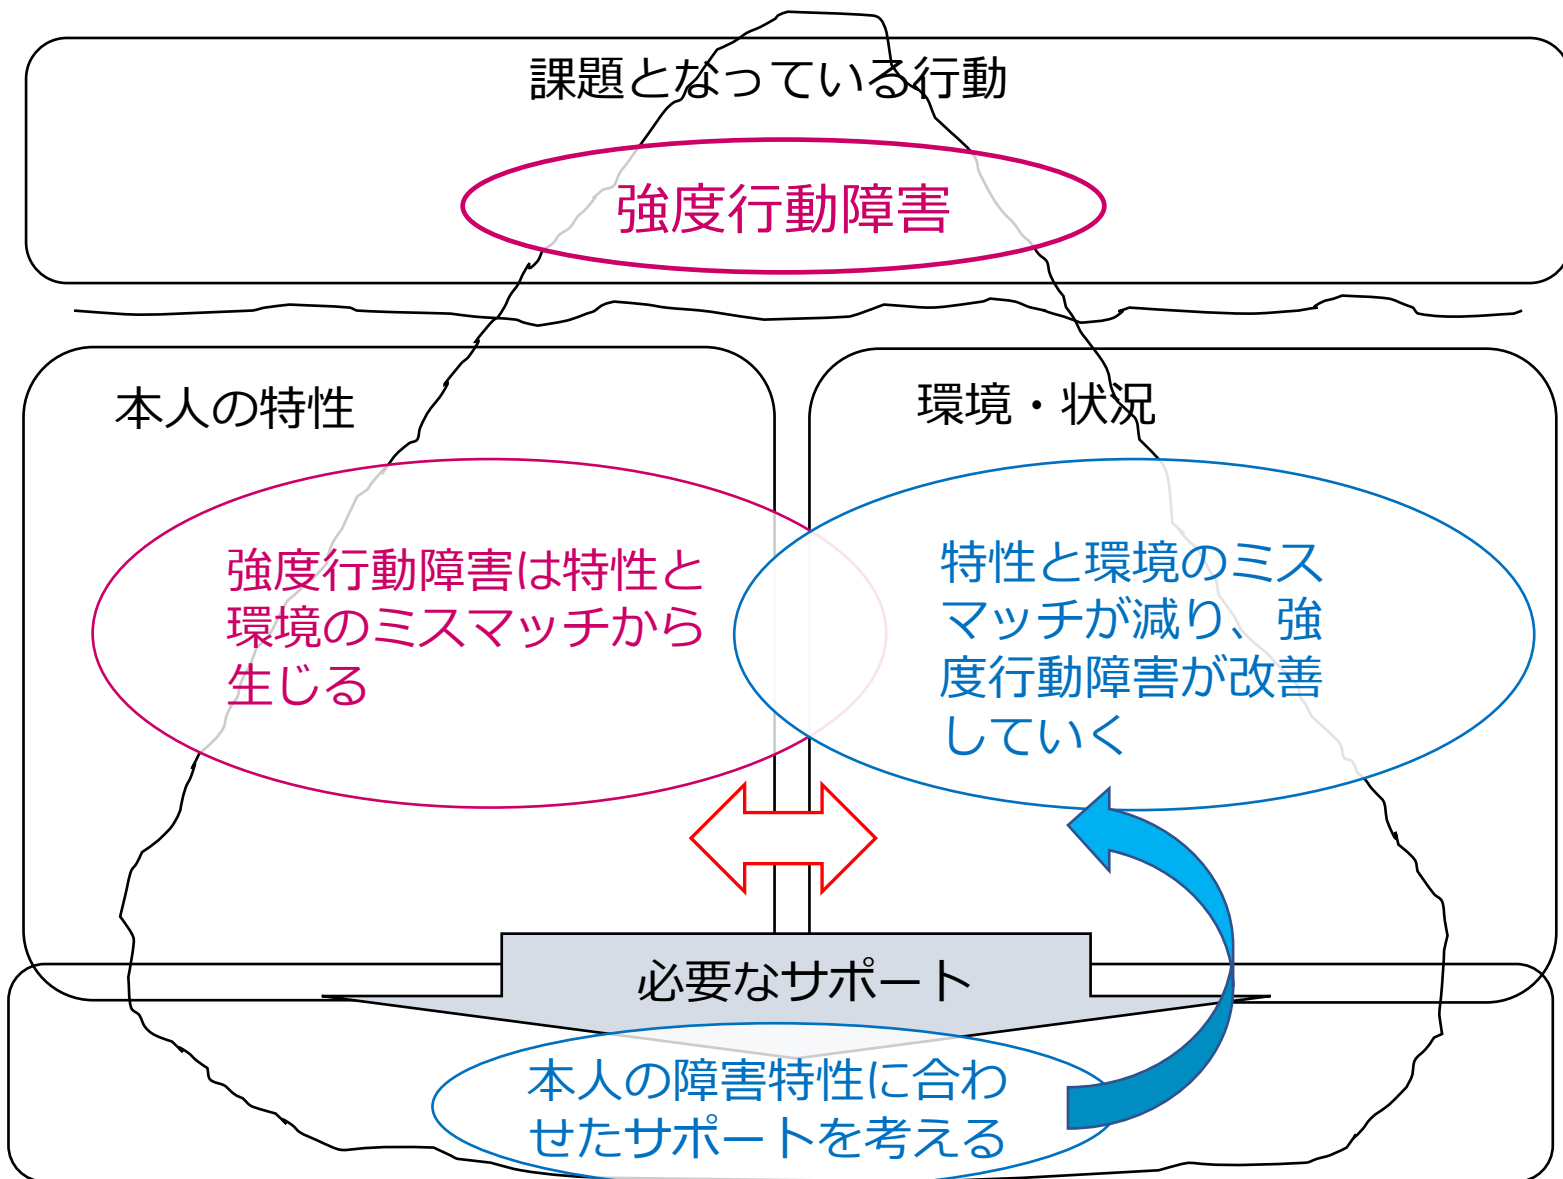 課題となっている行動
強度行動障害
本人の特性
強度行動障害は特性と
環境のミスマッチから
生じる
環境・状況
特性と環境のミス
マッチが減り、強
度行動障害が改善
していく
必要なサポート
本人の障害特性に合わ
せたサポートを考える